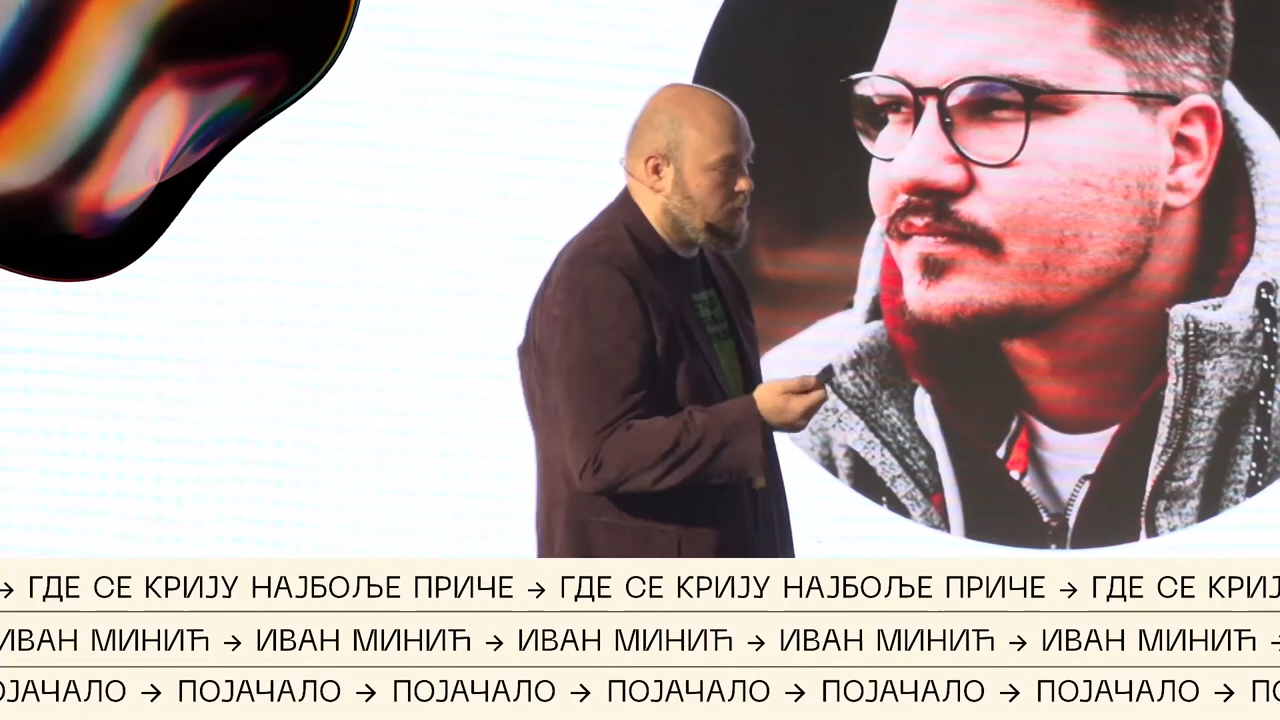 → ГДЕ СЕ КРИЈУ НАЈБОЉЕ ПРИЧЕ → ГДЕ СЕ КРИЈУ НАЈБОЉЕ ПРИЧЕ → ГДЕ СЕ КРИЈ
ИВАН МИНИЋ → ИВАН МИНИЋ → ИВАН МИНИЋ → ИВАН МИНИЋ → ИВАН МИНИЋ →
ОЈАЧАЛО → ПОЈАЧАЛО → ПОЈАЧАЛО → ПОЈАЧАЛО → ПОЈАЧАЛО → ПОЈАЧАЛО → ПО